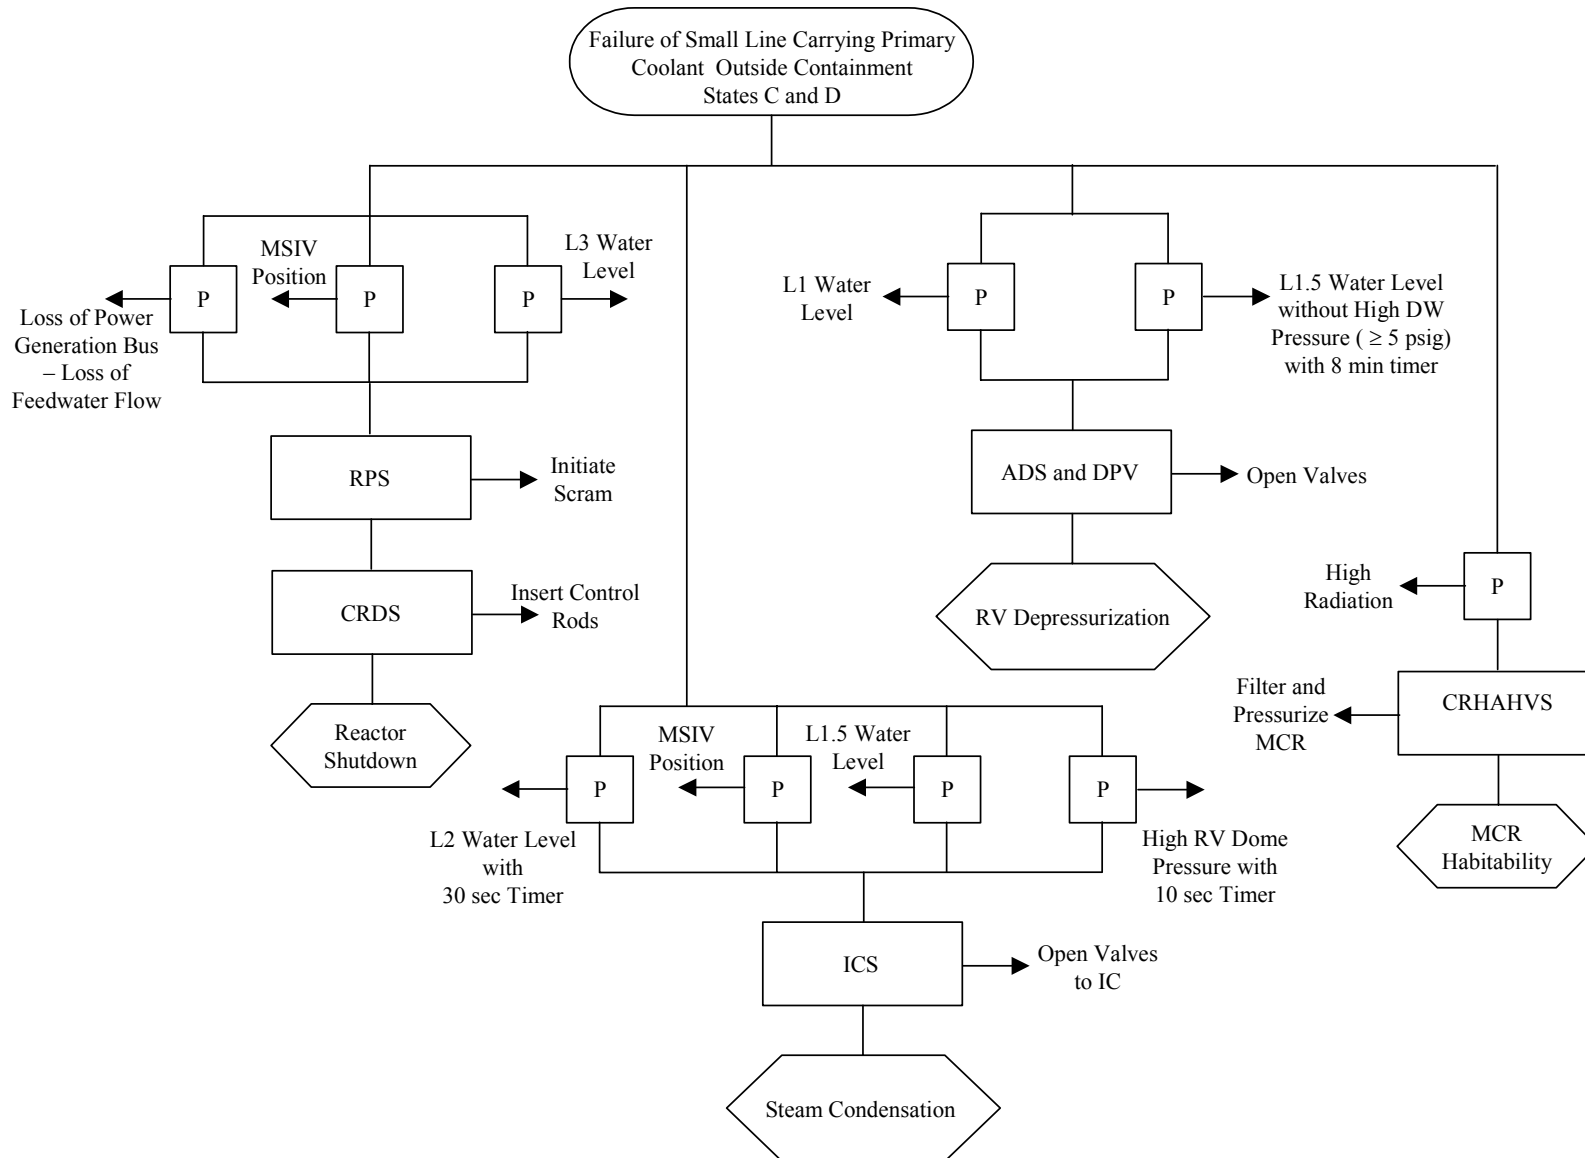 Failure of Small Line Carrying Primary
Coolant Outside Containment
States C and D
Loss of Power
Generation Bus
– Loss of
Feedwater Flow
P
MSIV
Position
P
P
L3 Water
Level
RPS
Initiate
Scram
CRDS
Insert Control
Rods
Reactor
Shutdown
L1 Water
Level
P
P
L1.5 Water Level
without High DW
Pressure ( ≥ 5 psig)
with 8 min timer
ADS and DPV
Open Valves
RV Depressurization
High
Radiation
P
Filter and
Pressurize
MCR
CRHAHVS
MCR
Habitability
L2 Water Level
with
30 sec Timer
P
MSIV
Position
P
L1.5 Water
Level
P
P
High RV Dome
Pressure with
10 sec Timer
ICS
Open Valves
to IC
Steam Condensation